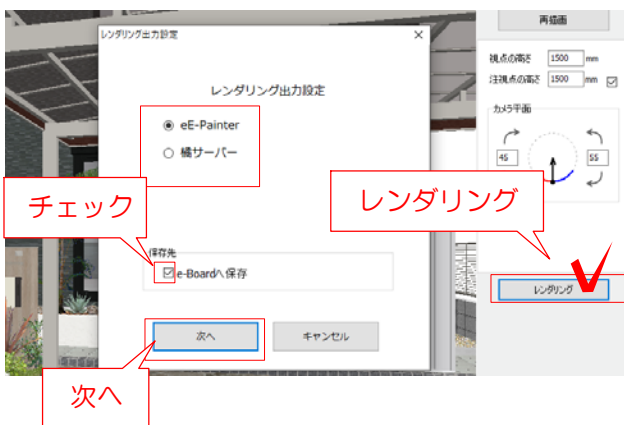 レンダリング出力設定
レンダリング出力設定
eE-Painter
橘サーバー
チェック
保存先
e-Boardへ保存
次へ
キャンセル
次へ
再描画
視点の高さ 1500 mm
注視点の高さ 1500 mm
カメラ平面
45 55
レンダリング
レンダリング